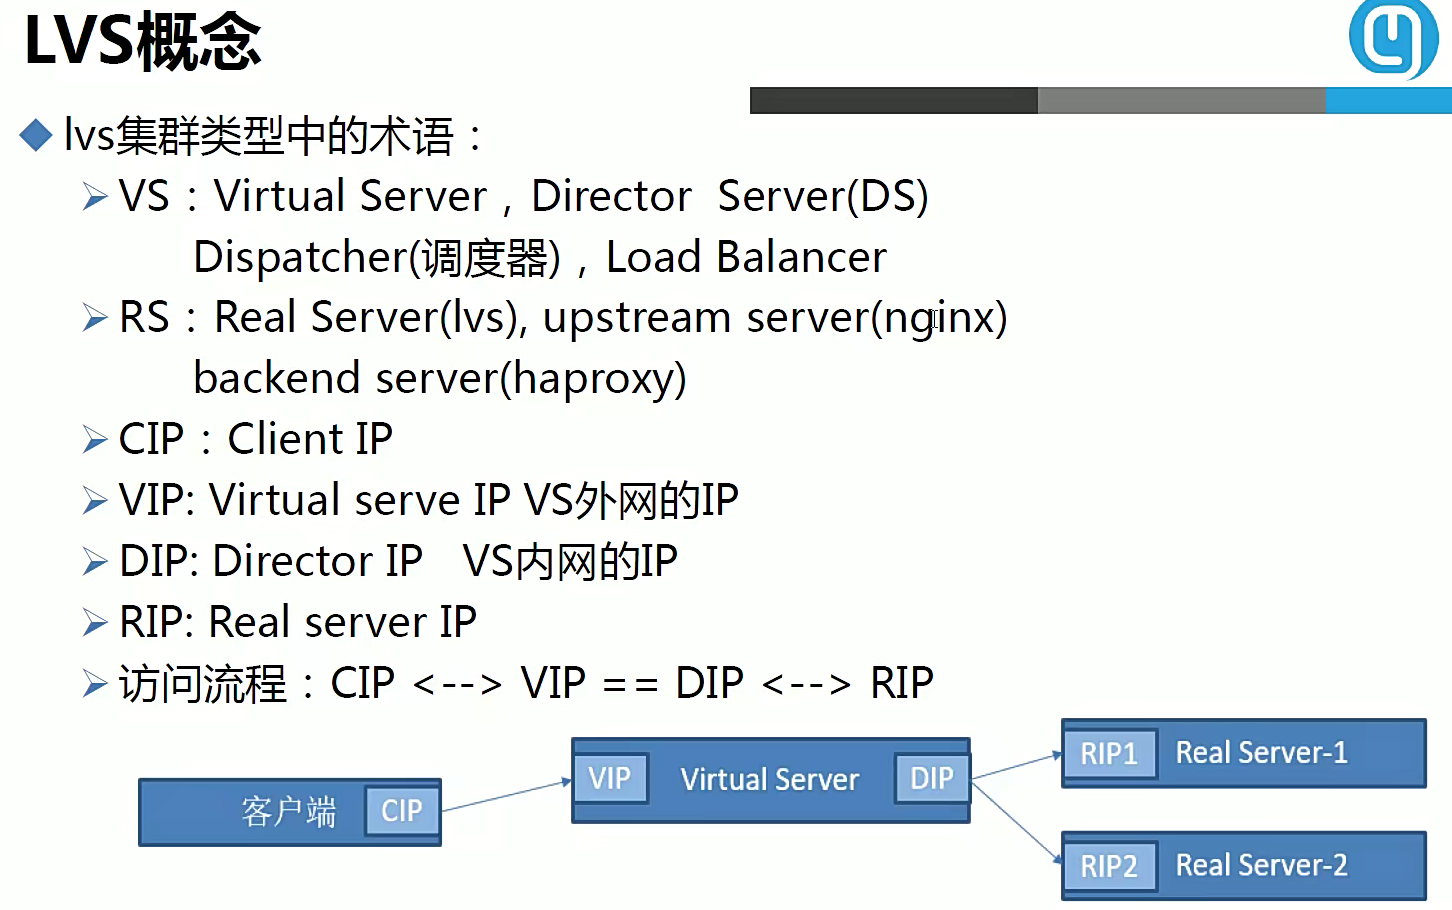 LVS概念
lvs集群类型中的术语：
VS：Virtual Server，Director  Server(DS)
Dispatcher(调度器)，Load Balancer
RS：Real Server(lvs), upstream server(nginx)
backend server(haproxy)
CIP：Client IP
VIP: Virtual serve IP VS外网的IP
DIP: Director IP   VS内网的IP
RIP: Real server IP
访问流程：CIP <--> VIP == DIP <--> RIP
客户端 CIP
VIP Virtual Server DIP
RIP1 Real Server-1
RIP2 Real Server-2